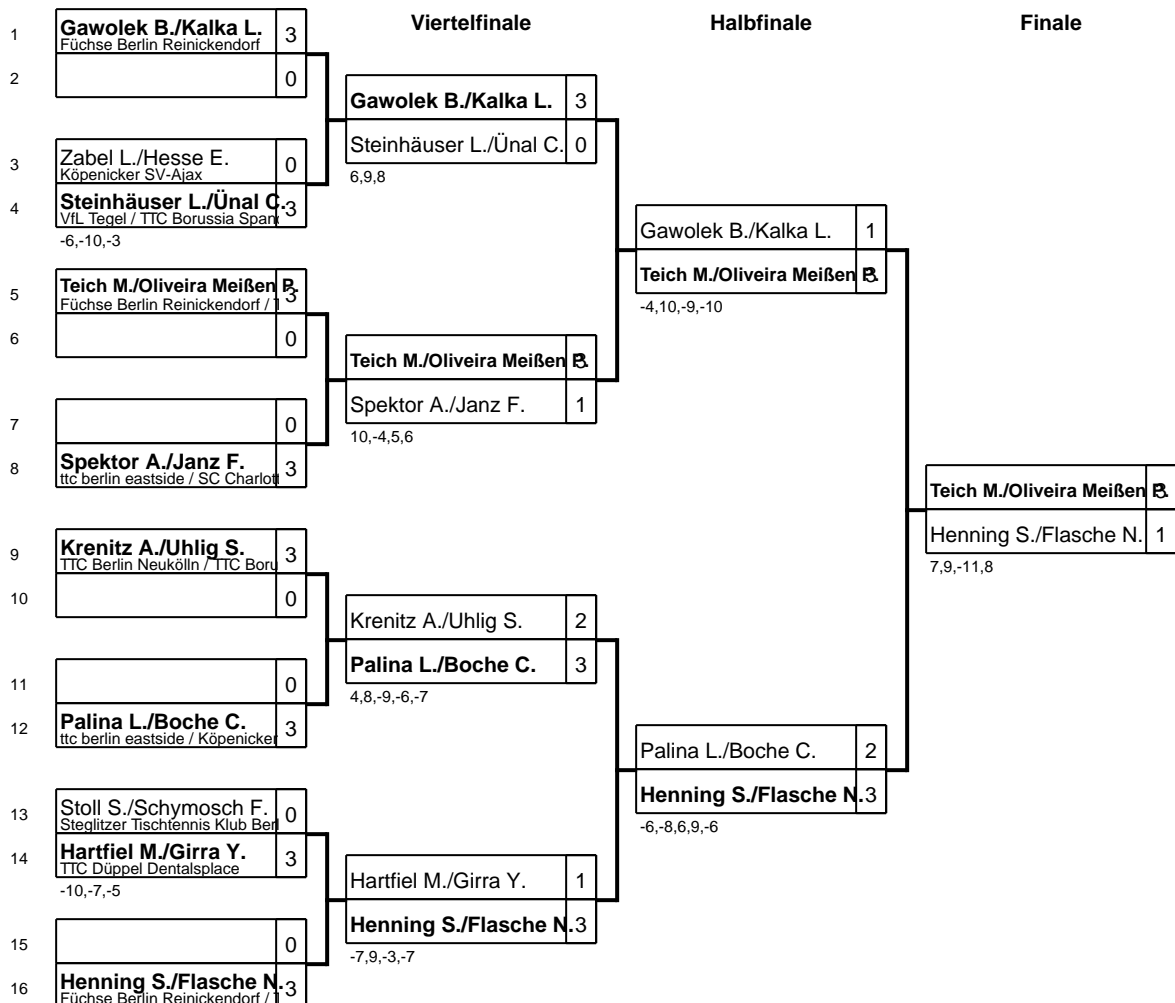 Viertelfinale
Halbfinale
Finale
1
Gawolek B./Kalka L.
3
Füchse Berlin Reinickendorf
2
0
Gawolek B./Kalka L.
3
Steinhäuser L./Ünal C.
0
6,9,8
3
Zabel L./Hesse E.
0
Köpenicker SV-Ajax
4
Steinhäuser L./Ünal C.
3
VfL Tegel / TTC Borussia
-6,-10,-3
Gawolek B./Kalka L.
1
Teich M./Oliveira Meißen P.
3
-4,10,-9,-10
5
Teich M./Oliveira Meißen P.
3
Füchse Berlin Reinickendorf /
6
0
Teich M./Oliveira Meißen P.
3
Spektor A./Janz F.
1
10,-4,5,6
7
0
8
Spektor A./Janz F.
3
ttc berlin eastside / SC Charlott
Teich M./Oliveira Meißen P.
3
Henning S./Flasche N.
1
7,9,-11,8
9
Krenitz A./Uhlig S.
3
TTC Berlin Neukölln / TTC Boru
10
0
Krenitz A./Uhlig S.
2
Palina L./Boche C.
3
4,8,-9,-6,-7
11
0
12
Palina L./Boche C.
3
ttc berlin eastside / Köpenicker
Palina L./Boche C.
2
Henning S./Flasche N.
3
-6,-8,6,9,-6
13
Stoll S./Schymosch F.
0
Steglitzer Tischtennis Klub Berl
14
Hartfiel M./Girra Y.
3
TTC Düppel Dentalsplace
-10,-7,-5
Hartfiel M./Girra Y.
1
Henning S./Flasche N.
3
-7,9,-3,-7
15
0
16
Henning S./Flasche N.
3
Füchse Berlin Reinickendorf /